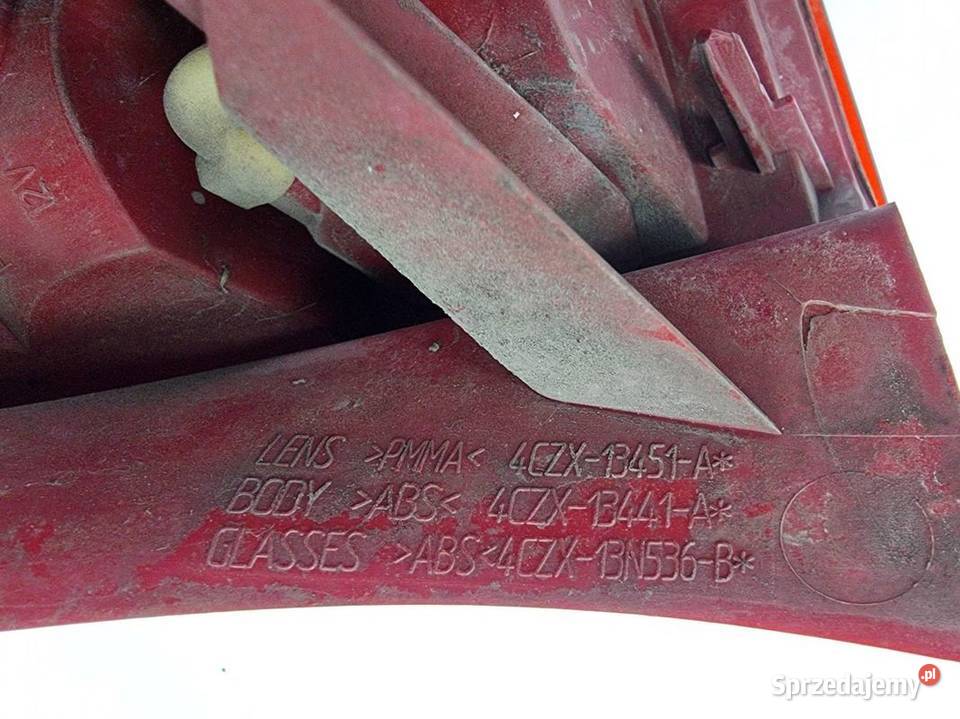 12V
LENS >PMMA< 4CZX-13451-A*
BODY >ABS< 4CZX-13441-A*
GLASSES >ABS<4CZX-13N536-B*
Sprzedajemy.pl